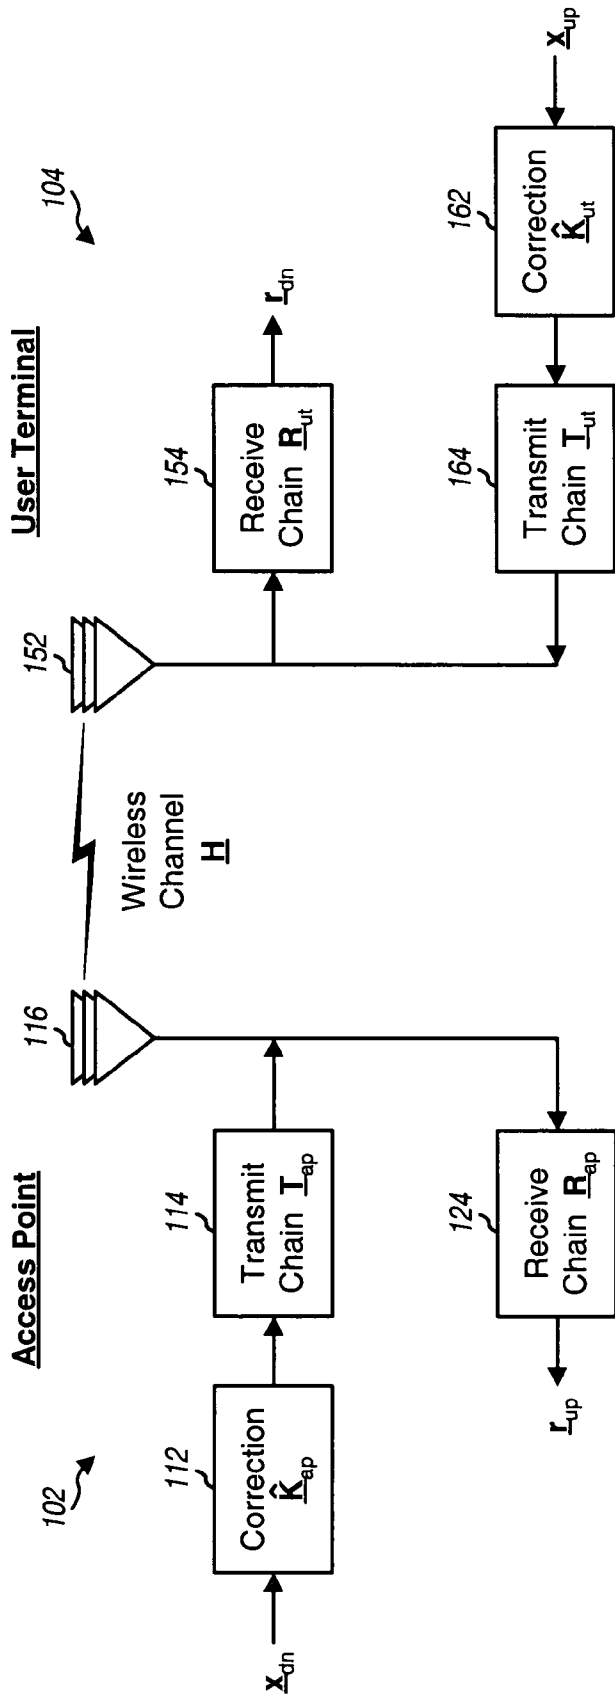 Access Point
User Terminal
102
104
112
Correction
K̂ap
114
Transmit
Chain Tap
116
Wireless
Channel
H
152
154
Receive
Chain Rut
xdn
rdn
124
Receive
Chain Rap
164
Transmit
Chain Tut
162
Correction
K̂ut
rup
xup